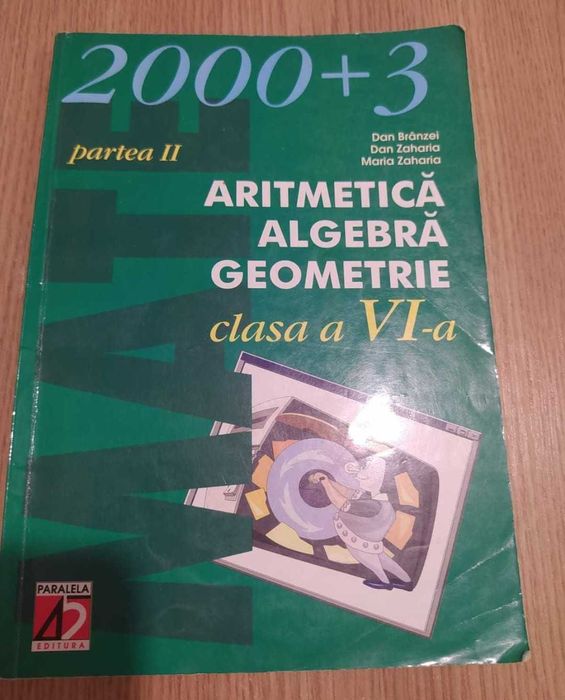 2000+3
partea II
Dan Brânzei
Dan Zaharia
Maria Zaharia
ARITMETICĂ
ALGEBRĂ
GEOMETRIE
clasa a VI-a
MATE
PARALELA
45
EDITURA